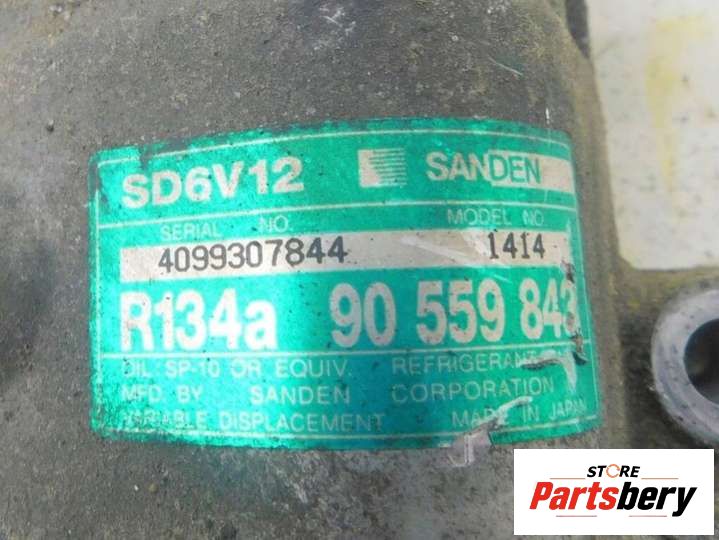 SD6V12 SANDEN
SERIAL NO. MODEL NO.
4099307844 1414
R134a 90 559 843
OIL: SP-10 OR EQUIV. REFRIGERANT
MFD. BY SANDEN CORPORATION
VARIABLE DISPLACEMENT MADE IN JAPAN
STORE
Partsbery